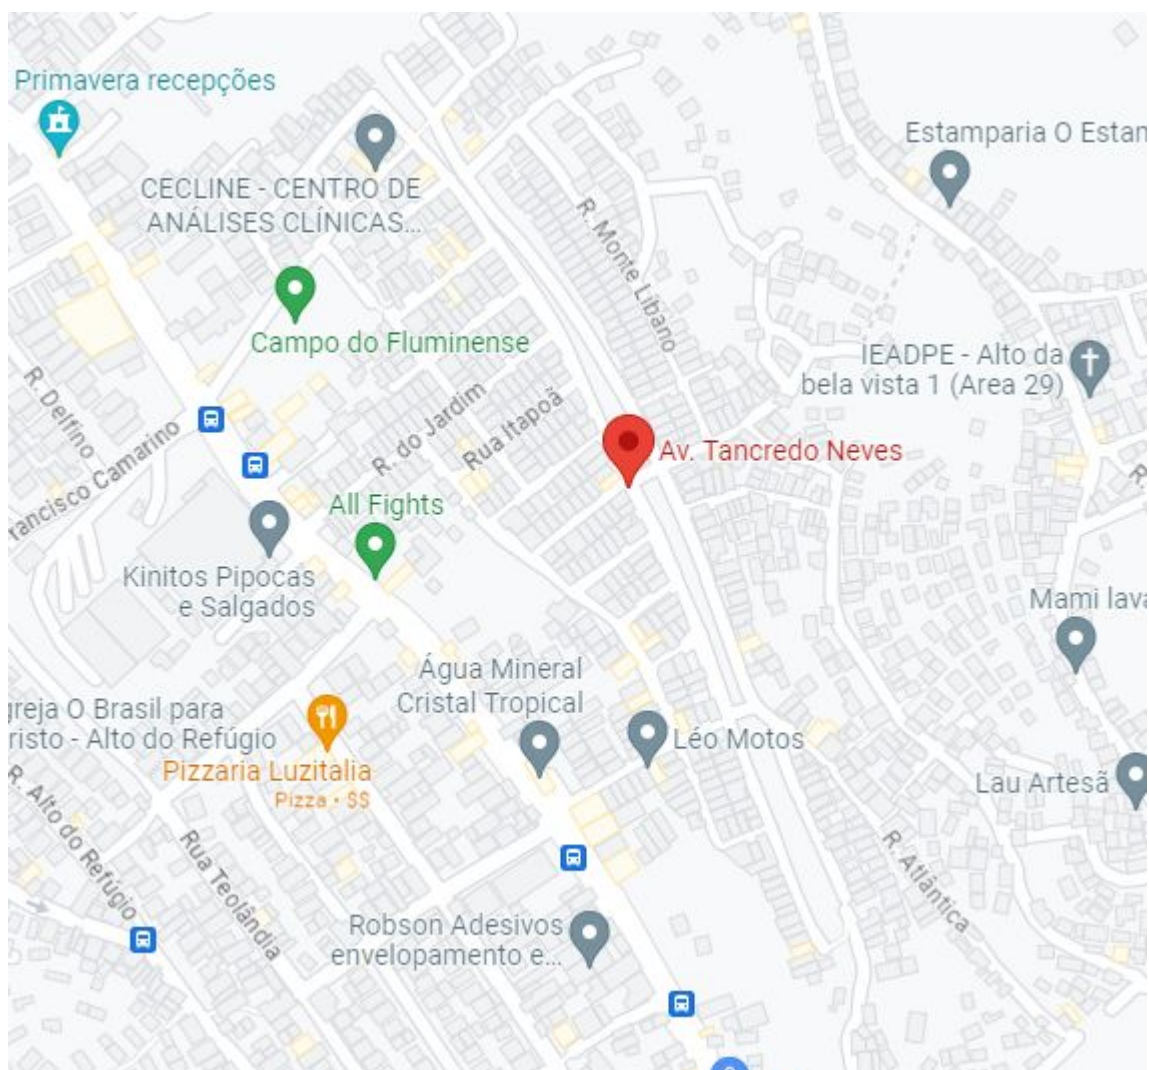 Primavera recepções
Estamparia O Estan
CECLINE - CENTRO DE
ANÁLISES CLÍNICAS...
R. Monte Libano
Campo do Fluminense
IEADPE - Alto da
bela vista 1 (Area 29)
R. Delfino
R. do Jardim
Rua Itapoã
Av. Tancredo Neves
rancisco Camarino
All Fights
R.
Kinitos Pipocas
e Salgados
Mami lava
Água Mineral
Cristal Tropical
greja O Brasil para
risto - Alto do Refúgio
Léo Motos
Pizzaria Luzitalia
Pizza • $$
Lau Artesã
R. Alto do Refúgio
Rua Teolândia
R. Atlântica
Robson Adesivos
envelopamento e...